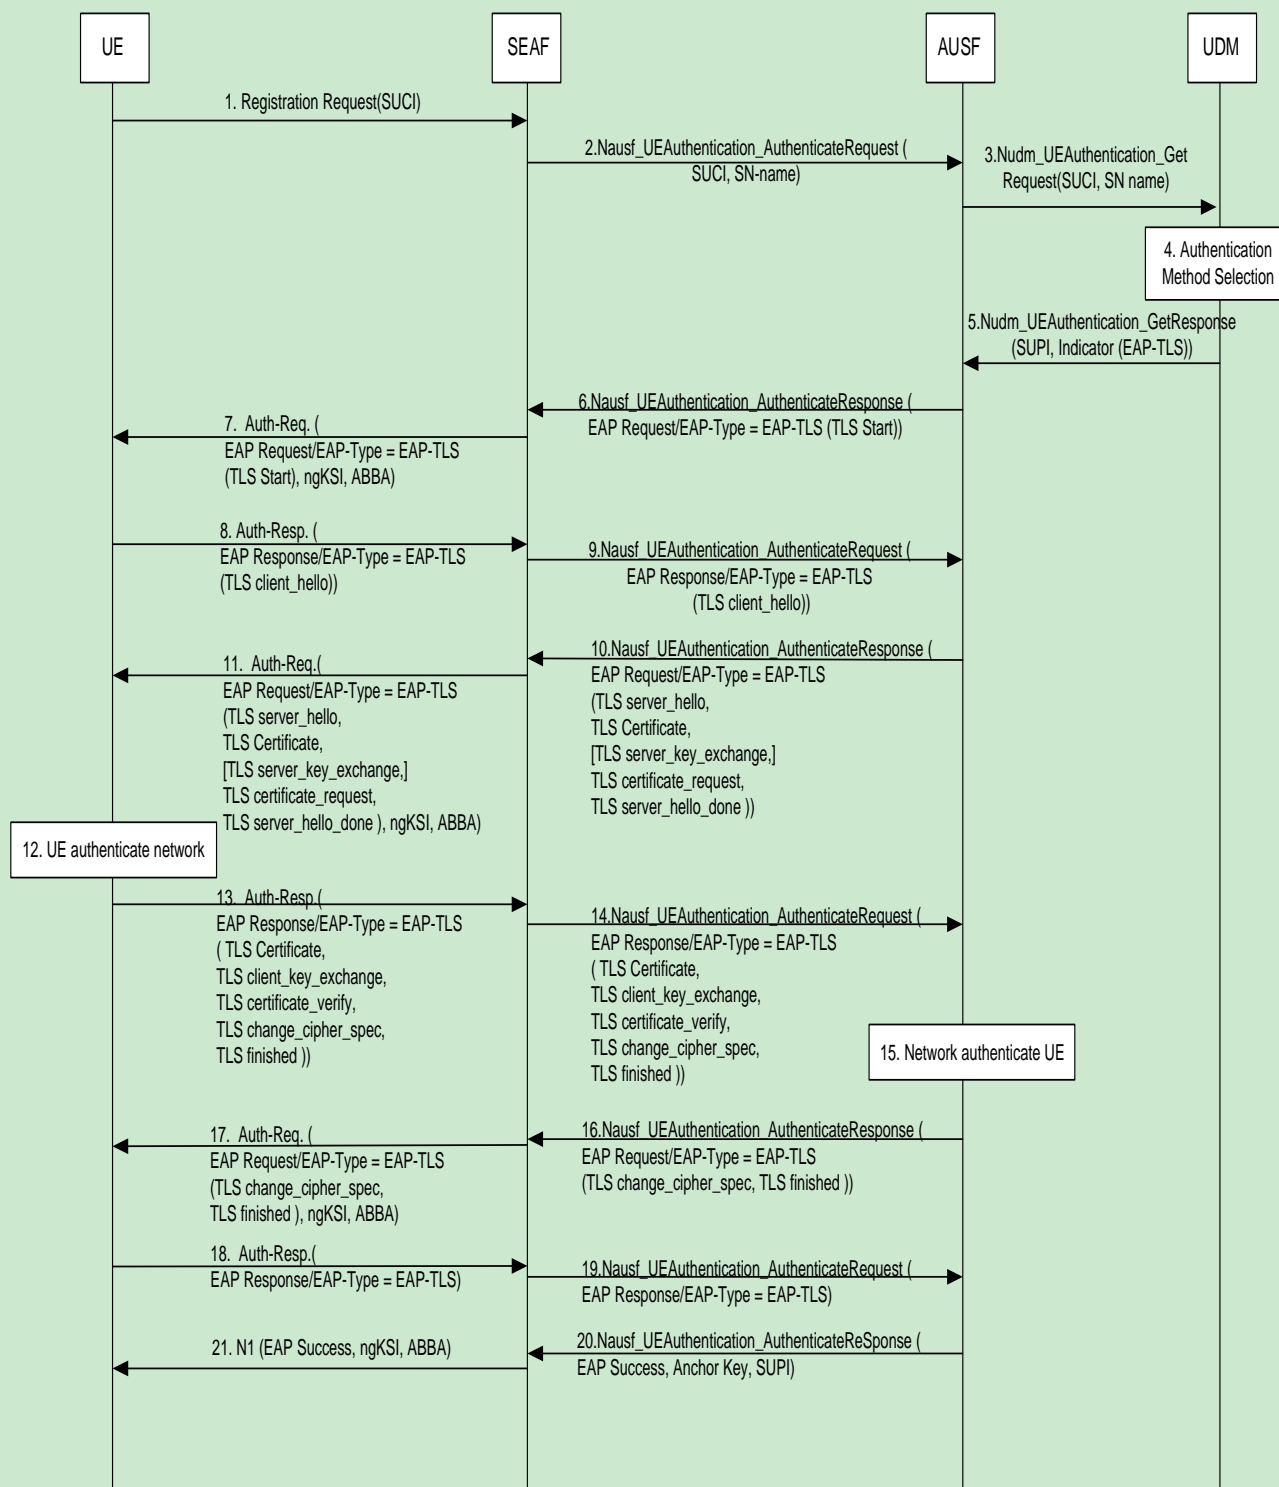 UE
SEAF
AUSF
UDM
1. Registration Request(SUCI)
2.Nausf_UEAuthentication_AuthenticateRequest (
SUCI, SN-name)
3.Nudm_UEAuthentication_Get
Request(SUCI, SN name)
4. Authentication
Method Selection
5.Nudm_UEAuthentication_GetResponse
(SUPI, Indicator (EAP-TLS))
6.Nausf_UEAuthentication_AuthenticateResponse (
EAP Request/EAP-Type = EAP-TLS (TLS Start))
7. Auth-Req. (
EAP Request/EAP-Type = EAP-TLS
(TLS Start), ngKSI, ABBA)
8. Auth-Resp. (
EAP Response/EAP-Type = EAP-TLS
(TLS client_hello))
9.Nausf_UEAuthentication_AuthenticateRequest (
EAP Response/EAP-Type = EAP-TLS
(TLS client_hello))
10.Nausf_UEAuthentication_AuthenticateResponse (
EAP Request/EAP-Type = EAP-TLS
(TLS server_hello,
TLS Certificate,
[TLS server_key_exchange,]
TLS certificate_request,
TLS server_hello_done ))
11. Auth-Req.(
EAP Request/EAP-Type = EAP-TLS
(TLS server_hello,
TLS Certificate,
[TLS server_key_exchange,]
TLS certificate_request,
TLS server_hello_done ), ngKSI, ABBA)
12. UE authenticate network
13. Auth-Resp.(
EAP Response/EAP-Type = EAP-TLS
( TLS Certificate,
TLS client_key_exchange,
TLS certificate_verify,
TLS change_cipher_spec,
TLS finished ))
14.Nausf_UEAuthentication_AuthenticateRequest (
EAP Response/EAP-Type = EAP-TLS
( TLS Certificate,
TLS client_key_exchange,
TLS certificate_verify,
TLS change_cipher_spec,
TLS finished ))
15. Network authenticate UE
16.Nausf_UEAuthentication_AuthenticateResponse (
EAP Request/EAP-Type = EAP-TLS
(TLS change_cipher_spec, TLS finished ))
17. Auth-Req. (
EAP Request/EAP-Type = EAP-TLS
(TLS change_cipher_spec,
TLS finished ), ngKSI, ABBA)
18. Auth-Resp.(
EAP Response/EAP-Type = EAP-TLS)
19.Nausf_UEAuthentication_AuthenticateRequest (
EAP Response/EAP-Type = EAP-TLS)
20.Nausf_UEAuthentication_AuthenticateReSponse (
EAP Success, Anchor Key, SUPI)
21. N1 (EAP Success, ngKSI, ABBA)